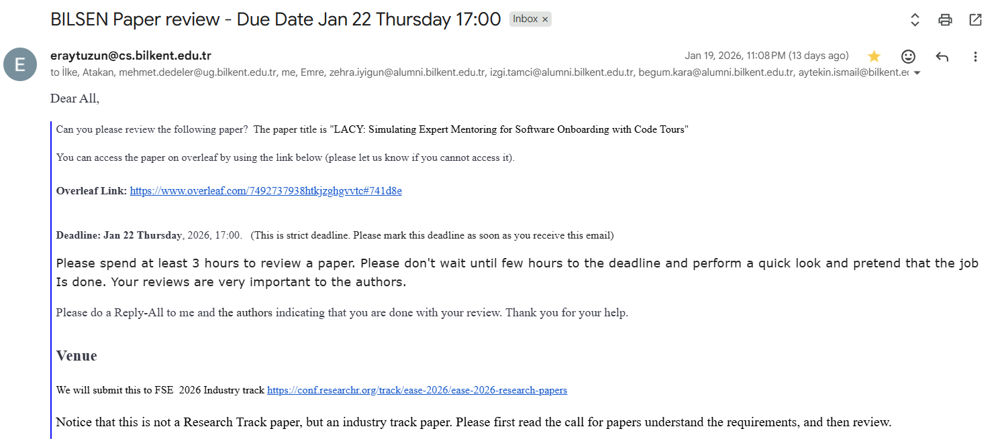 BILSEN Paper review - Due Date Jan 22 Thursday 17:00 Inbox ×
E
eraytuzun@cs.bilkent.edu.tr Jan 19, 2026, 11:08 PM (13 days ago)
to İlke, Atakan, mehmet.dedeler@ug.bilkent.edu.tr, me, Emre, zehra.iyigun@alumni.bilkent.edu.tr, izgi.tamci@alumni.bilkent.edu.tr, begum.kara@alumni.bilkent.edu.tr, aytekin.ismail@bilkent.ec
Dear All,
Can you please review the following paper? The paper title is "LACY: Simulating Expert Mentoring for Software Onboarding with Code Tours"
You can access the paper on overleaf by using the link below (please let us know if you cannot access it).
Overleaf Link: https://www.overleaf.com/7492737938htkjzghgvvtc#741d8e
Deadline: Jan 22 Thursday, 2026, 17:00. (This is strict deadline. Please mark this deadline as soon as you receive this email)
Please spend at least 3 hours to review a paper. Please don't wait until few hours to the deadline and perform a quick look and pretend that the job
Is done. Your reviews are very important to the authors.
Please do a Reply-All to me and the authors indicating that you are done with your review. Thank you for your help.
Venue
We will submit this to FSE 2026 Industry track https://conf.researchr.org/track/ease-2026/ease-2026-research-papers
Notice that this is not a Research Track paper, but an industry track paper. Please first read the call for papers understand the requirements, and then review.